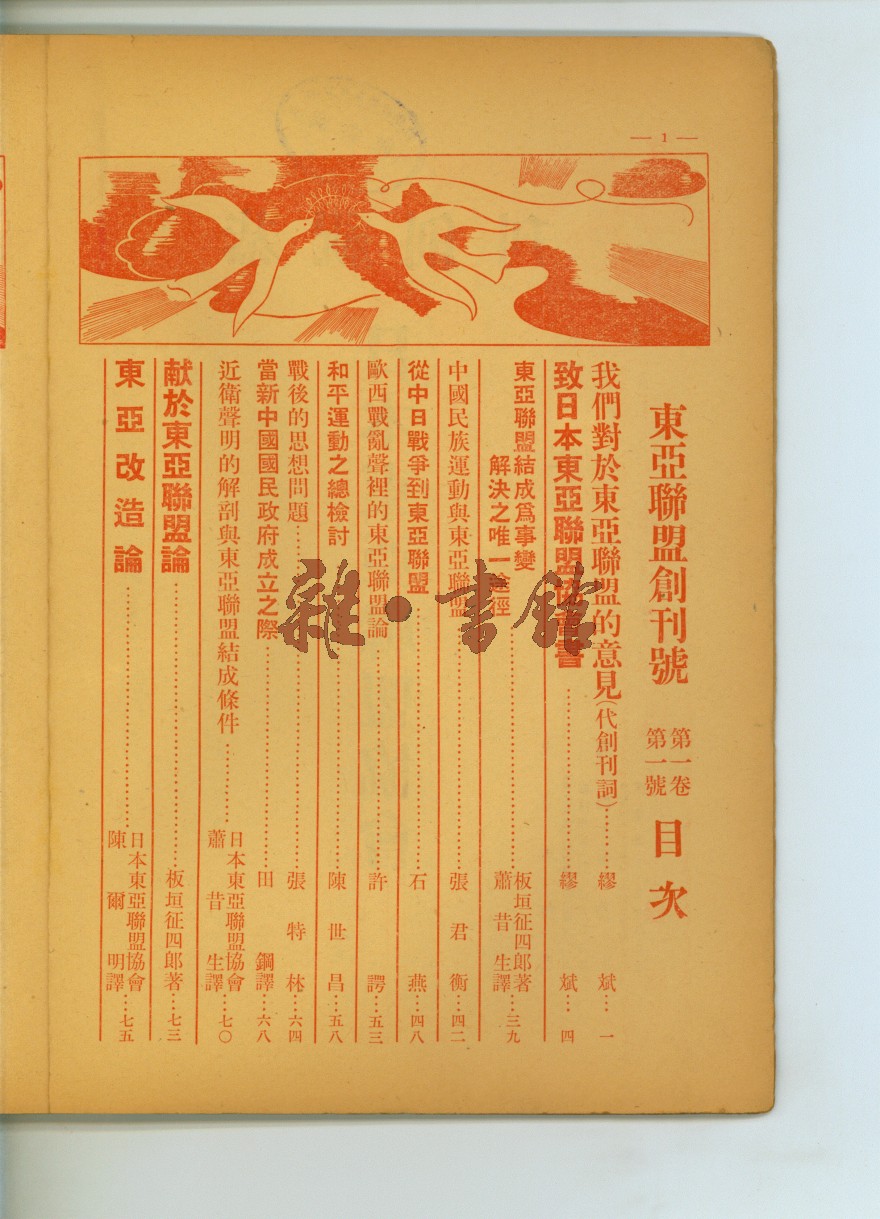 — 1 —
東亞聯盟創刊號 第一卷 第一號 目次
我們對於東亞聯盟的意見(代創刊詞)………繆斌…一
致日本東亞聯盟協會書………繆斌…四
東亞聯盟結成爲事變
解決之唯一途徑………板垣征四郎著 蕭昔生譯…三九
中國民族運動與東亞聯盟………張君衡…四二
從中日戰爭到東亞聯盟………石燕…四八
歐西戰亂聲裡的東亞聯盟論………許諤…五三
和平運動之總檢討………陳世昌…五八
戰後的思想問題………張特林…六四
當新中國國民政府成立之際………田鋼譯…六八
近衛聲明的解剖與東亞聯盟結成條件………日本東亞聯盟協會 蕭昔生譯…七〇
献於東亞聯盟論………板垣征四郎著…七三
東亞改造論………日本東亞聯盟協會 陳爾明譯…七五
雜·書館